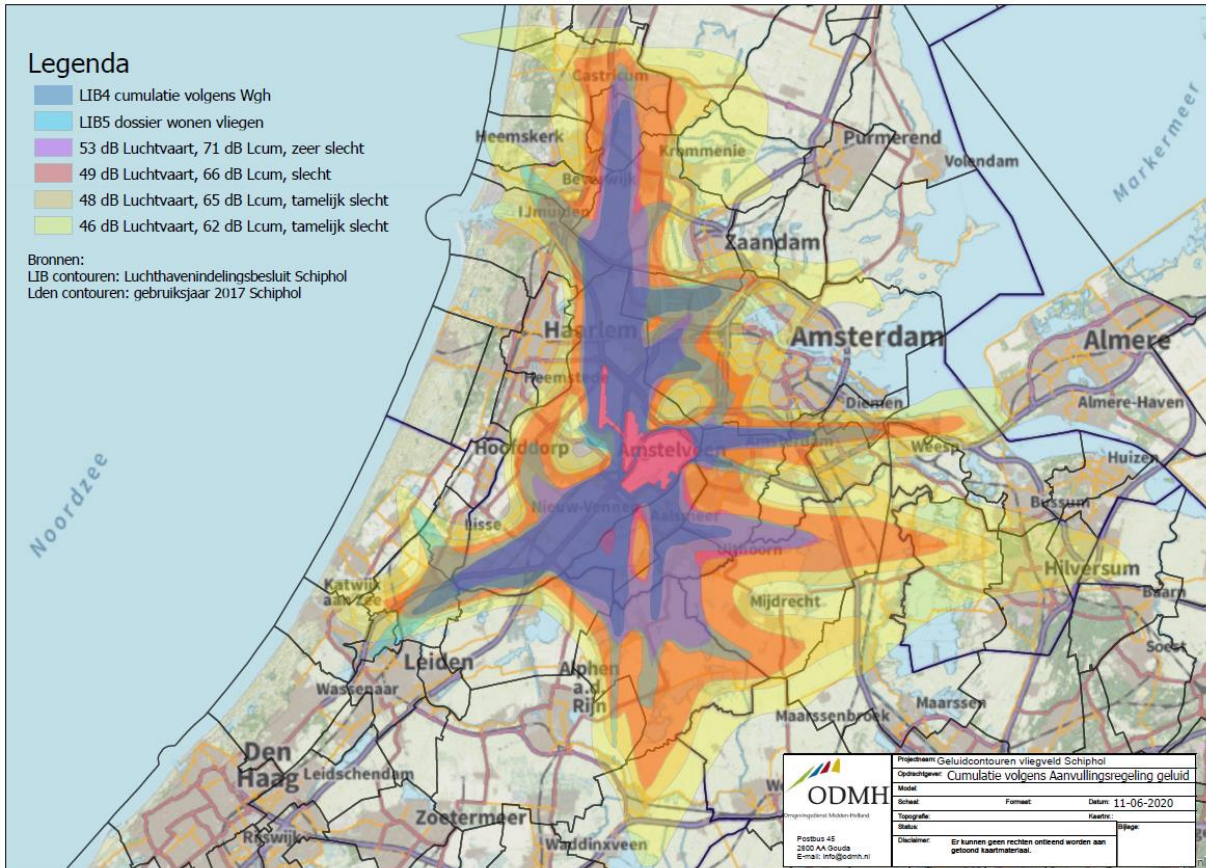 Legenda
LIB4 cumulatie volgens Wgh
LIB5 dossier wonen vliegen
53 dB Luchtvaart, 71 dB Lcum, zeer slecht
49 dB Luchtvaart, 66 dB Lcum, slecht
48 dB Luchtvaart, 65 dB Lcum, tamelijk slecht
46 dB Luchtvaart, 62 dB Lcum, tamelijk slecht
Bronnen:
LIB contouren: Luchthavenindelingsbesluit Schiphol
Lden contouren: gebruiksjaar 2017 Schiphol
Castricum
Heemskerk
Krommenie
Purmerend
Volendam
Markermeer
Beverwijk
IJmuiden
Zaandam
Haarlem
Amsterdam
Almere
Heemstede
Diemen
Almere-Haven
Hoofddorp
Amstelveen
Amsterdam
Weesp
Huizen
Noordzee
Nieuw-Vennep
Aalsmeer
Bussum
Lisse
Uithoorn
Hilversum
Katwijk
aan Zee
Mijdrecht
Baarn
Leiden
Soest
Wassenaar
Alphen
a.d.
Rijn
Maarssen
Maarssenbroek
Den
Haag
Leidschendam
Zoetermeer
Rijswijk
Waddinxveen
ODMH
Omgevingsdienst Midden-Holland
Postbus 45
2800 AA Gouda
E-mail: info@odmh.nl
Projectnaam: Geluidcontouren vliegveld Schiphol
Opdrachtgever: Cumulatie volgens Aanvullingsregeling geluid
Model:
Schaal: Formaat: Datum: 11-06-2020
Topografie: Kaartnr.:
Status: Bijlage:
Disclaimer: Er kunnen geen rechten ontleend worden aan
getoond kaartmateriaal.